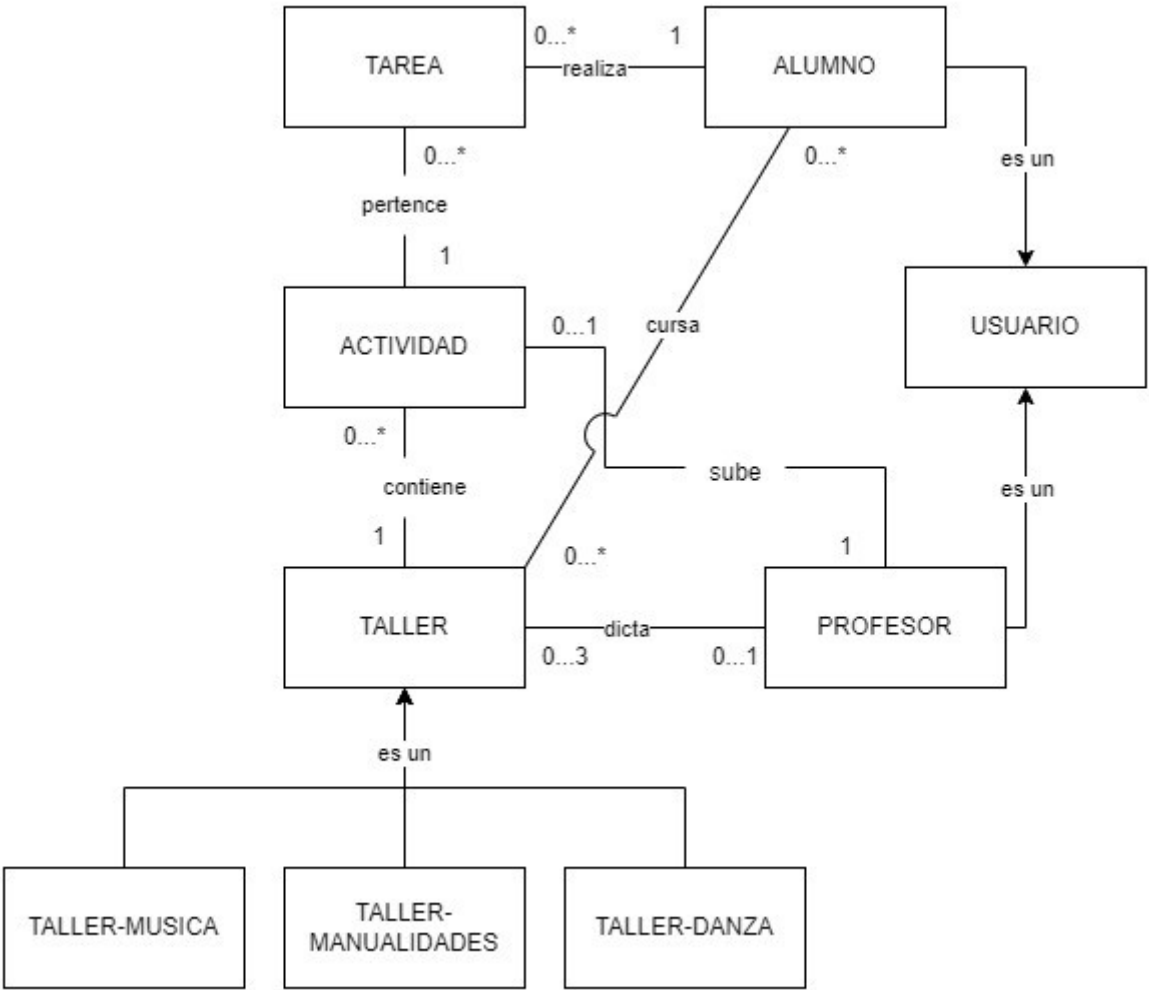 0...*
1
TAREA
realiza
ALUMNO
0...*
0...*
es un
pertence
1
0...1
cursa
USUARIO
ACTIVIDAD
0...*
sube
contiene
es un
1
0...*
1
TALLER
dicta
PROFESOR
0...3
0...1
es un
TALLER-MUSICA
TALLER-
MANUALIDADES
TALLER-DANZA